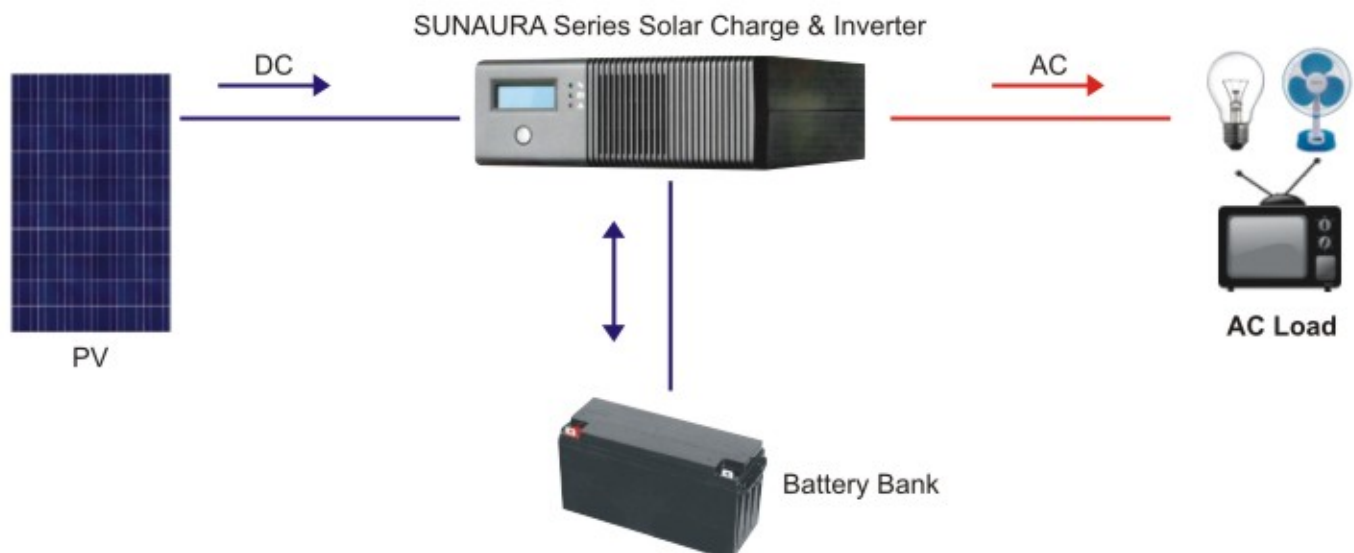 SUNAURA Series Solar Charge & Inverter
DC
AC
PV
AC Load
Battery Bank